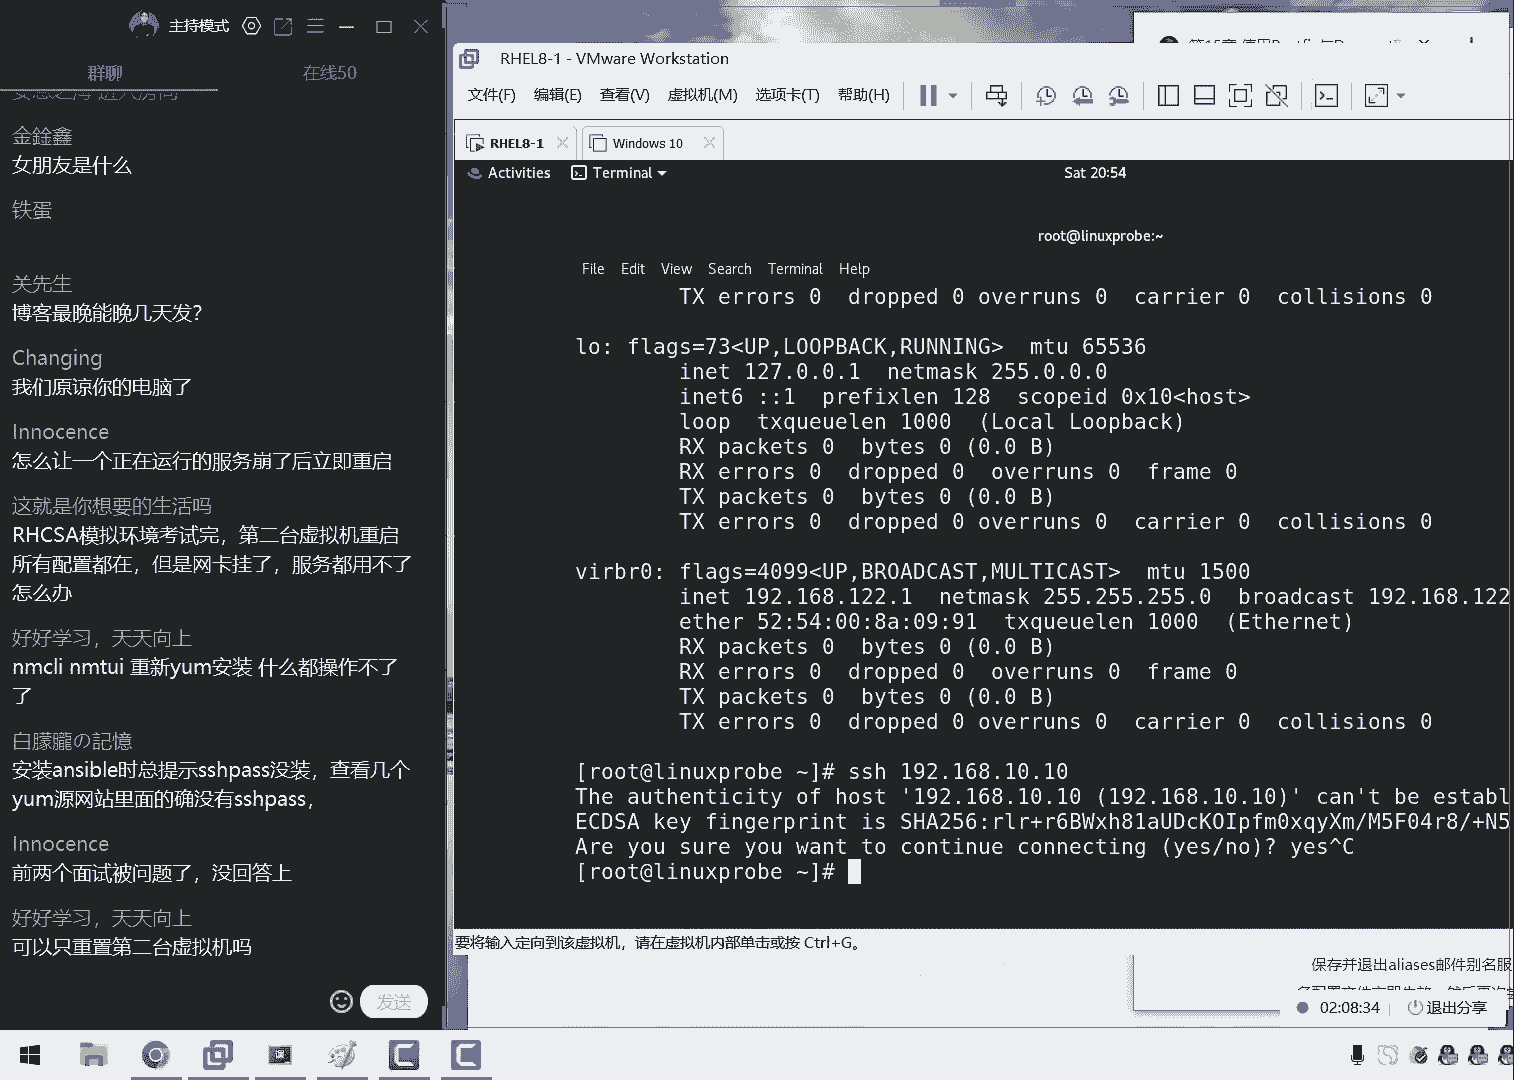 主持模式
群聊
在线50
金鍂鑫
女朋友是什么
铁蛋
关先生
博客最晚能晚几天发?
Changing
我们原谅你的电脑了
Innocence
怎么让一个正在运行的服务崩了后立即重启
这就是你想要的生活吗
RHCSA模拟环境考试完，第二台虚拟机重启
所有配置都在，但是网卡挂了，服务都用不了
怎么办
好好学习，天天向上
nmcli nmtui 重新yum安装 什么都操作不了
了
白朦朧の記憶
安装ansible时总提示sshpass没装，查看几个
yum源网站里面的确没有sshpass，
Innocence
前两个面试被问题了，没回答上
好好学习，天天向上
可以只重置第二台虚拟机吗
发送
RHEL8-1 - VMware Workstation
文件(F) 编辑(E) 查看(V) 虚拟机(M) 选项卡(T) 帮助(H)
RHEL8-1
Windows 10
Activities
Terminal
Sat 20:54
root@linuxprobe:~
File Edit View Search Terminal Help
TX errors 0 dropped 0 overruns 0 carrier 0 collisions 0
lo: flags=73<UP,LOOPBACK,RUNNING> mtu 65536
inet 127.0.0.1 netmask 255.0.0.0
inet6 ::1 prefixlen 128 scopeid 0x10<host>
loop txqueuelen 1000 (Local Loopback)
RX packets 0 bytes 0 (0.0 B)
RX errors 0 dropped 0 overruns 0 frame 0
TX packets 0 bytes 0 (0.0 B)
TX errors 0 dropped 0 overruns 0 carrier 0 collisions 0
virbr0: flags=4099<UP,BROADCAST,MULTICAST> mtu 1500
inet 192.168.122.1 netmask 255.255.255.0 broadcast 192.168.122
ether 52:54:00:8a:09:91 txqueuelen 1000 (Ethernet)
RX packets 0 bytes 0 (0.0 B)
RX errors 0 dropped 0 overruns 0 frame 0
TX packets 0 bytes 0 (0.0 B)
TX errors 0 dropped 0 overruns 0 carrier 0 collisions 0
[root@linuxprobe ~]# ssh 192.168.10.10
The authenticity of host '192.168.10.10 (192.168.10.10)' can't be establ
ECDSA key fingerprint is SHA256:rlr+r6BWxh81aUDcKOIpfm0xqyXm/M5F04r8/+N5
Are you sure you want to continue connecting (yes/no)? yes^C
[root@linuxprobe ~]#
要将输入定向到该虚拟机，请在虚拟机内部单击或按 Ctrl+G。
保存并退出aliases邮件别名服
02:08:34
退出分享